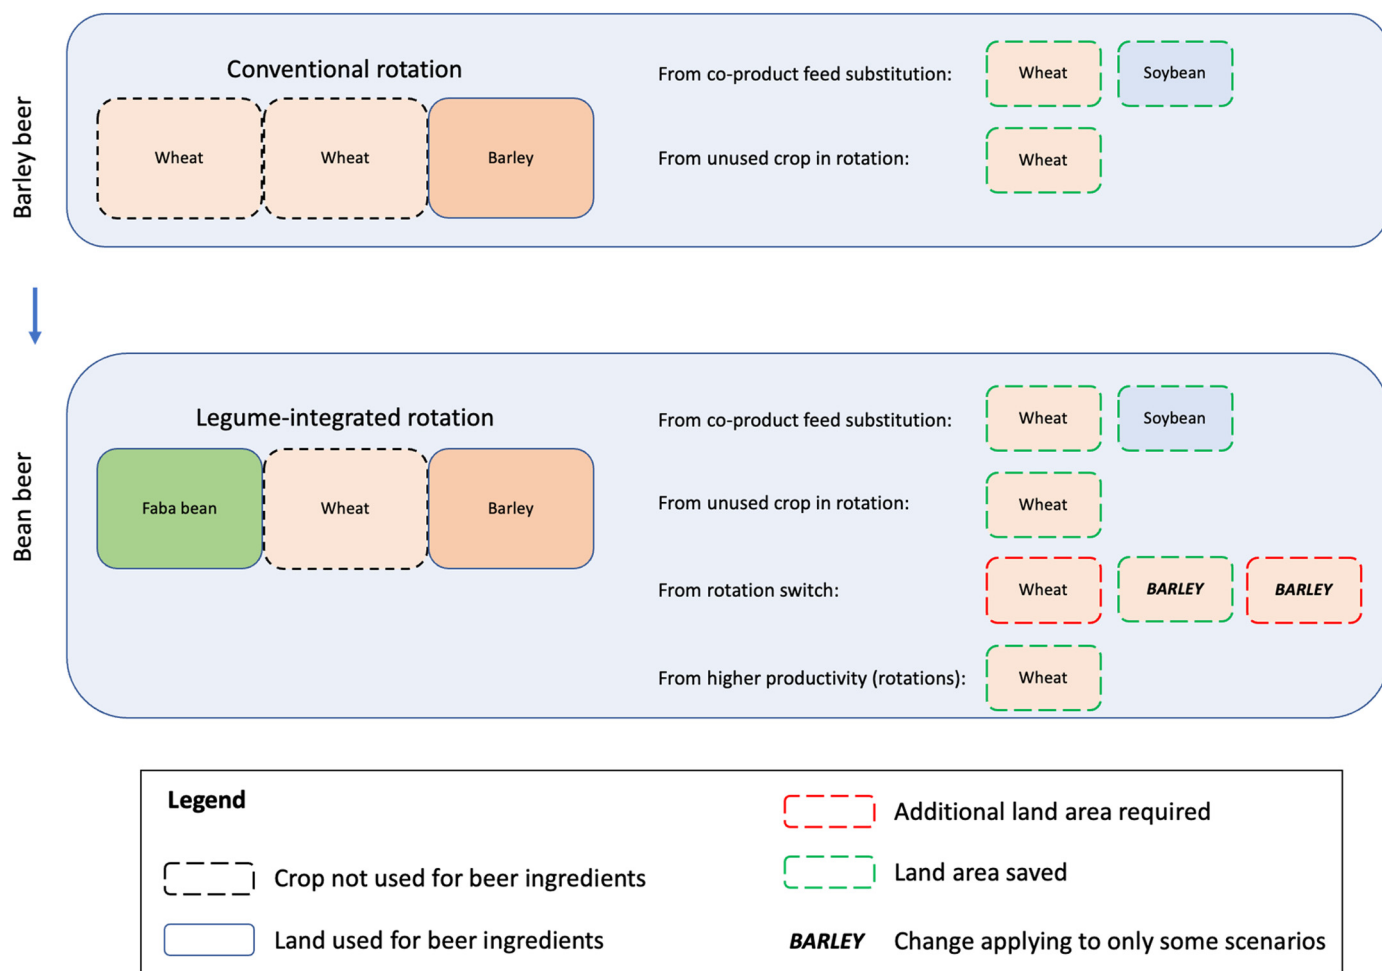 Barley beer
Conventional rotation
Wheat
Wheat
Barley
From co-product feed substitution:
Wheat
Soybean
From unused crop in rotation:
Wheat
Bean beer
Legume-integrated rotation
Faba bean
Wheat
Barley
From co-product feed substitution:
Wheat
Soybean
From unused crop in rotation:
Wheat
From rotation switch:
Wheat
BARLEY
BARLEY
From higher productivity (rotations):
Wheat
Legend
Crop not used for beer ingredients
Land used for beer ingredients
Additional land area required
Land area saved
BARLEY
Change applying to only some scenarios